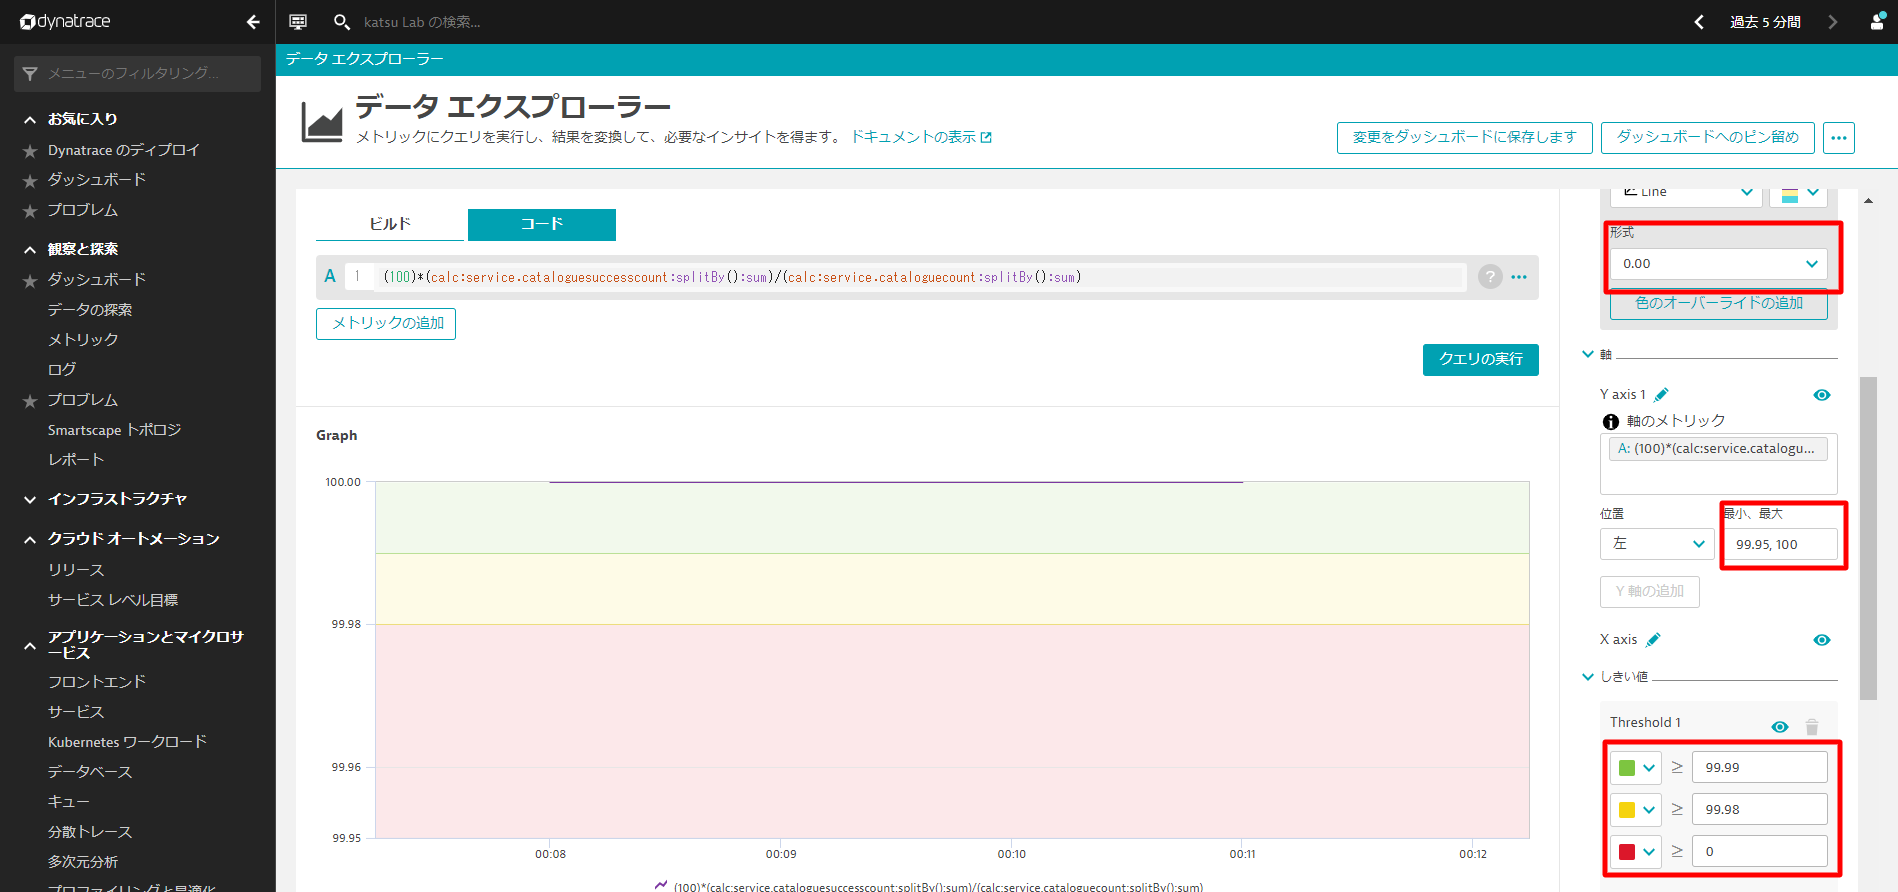 dynatrace
katsu Lab の検索...
過去 5 分間
データ エクスプローラー
メニューのフィルタリング...
お気に入り
Dynatrace のディプロイ
ダッシュボード
プロブレム
観察と探索
ダッシュボード
データの探索
メトリック
ログ
プロブレム
Smartscape トポロジ
レポート
インフラストラクチャ
クラウド オートメーション
リリース
サービス レベル目標
アプリケーションとマイクロサ
ービス
フロントエンド
サービス
Kubernetes ワークロード
データベース
キュー
分散トレース
多次元分析
プロファイリングと最適化
データ エクスプローラー
メトリックにクエリを実行し、結果を変換して、必要なインサイトを得ます。 ドキュメントの表示
変更をダッシュボードに保存します
ダッシュボードへのピン留め
...
ビルド
コード
A 1 (100)*(calc:service.cataloguesuccesscount:splitBy():sum)/(calc:service.cataloguecount:splitBy():sum)
? ...
メトリックの追加
クエリの実行
Graph
100.00
99.98
99.96
99.95
00:08 00:09 00:10 00:11 00:12
(100)*(calc:service.cataloguesuccesscount:splitBy():sum)/(calc:service.cataloguecount:splitBy():sum)
Line
形式
0.00
色のオーバーライドの追加
軸
Y axis 1
軸のメトリック
A: (100)*(calc:service.catalogu...
位置
最小、最大
左
99.95, 100
Y 軸の追加
X axis
しきい値
Threshold 1
≥ 99.99
≥ 99.98
≥ 0